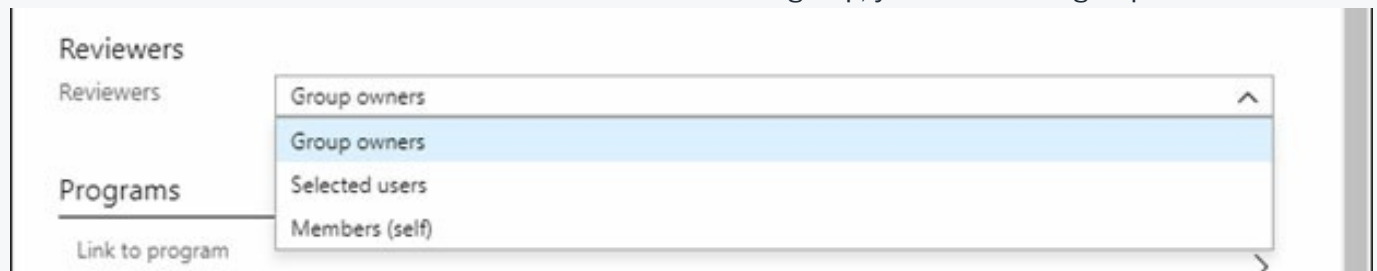 Reviewers
Reviewers
Group owners
Group owners
Selected users
Members (self)
Programs
Link to program